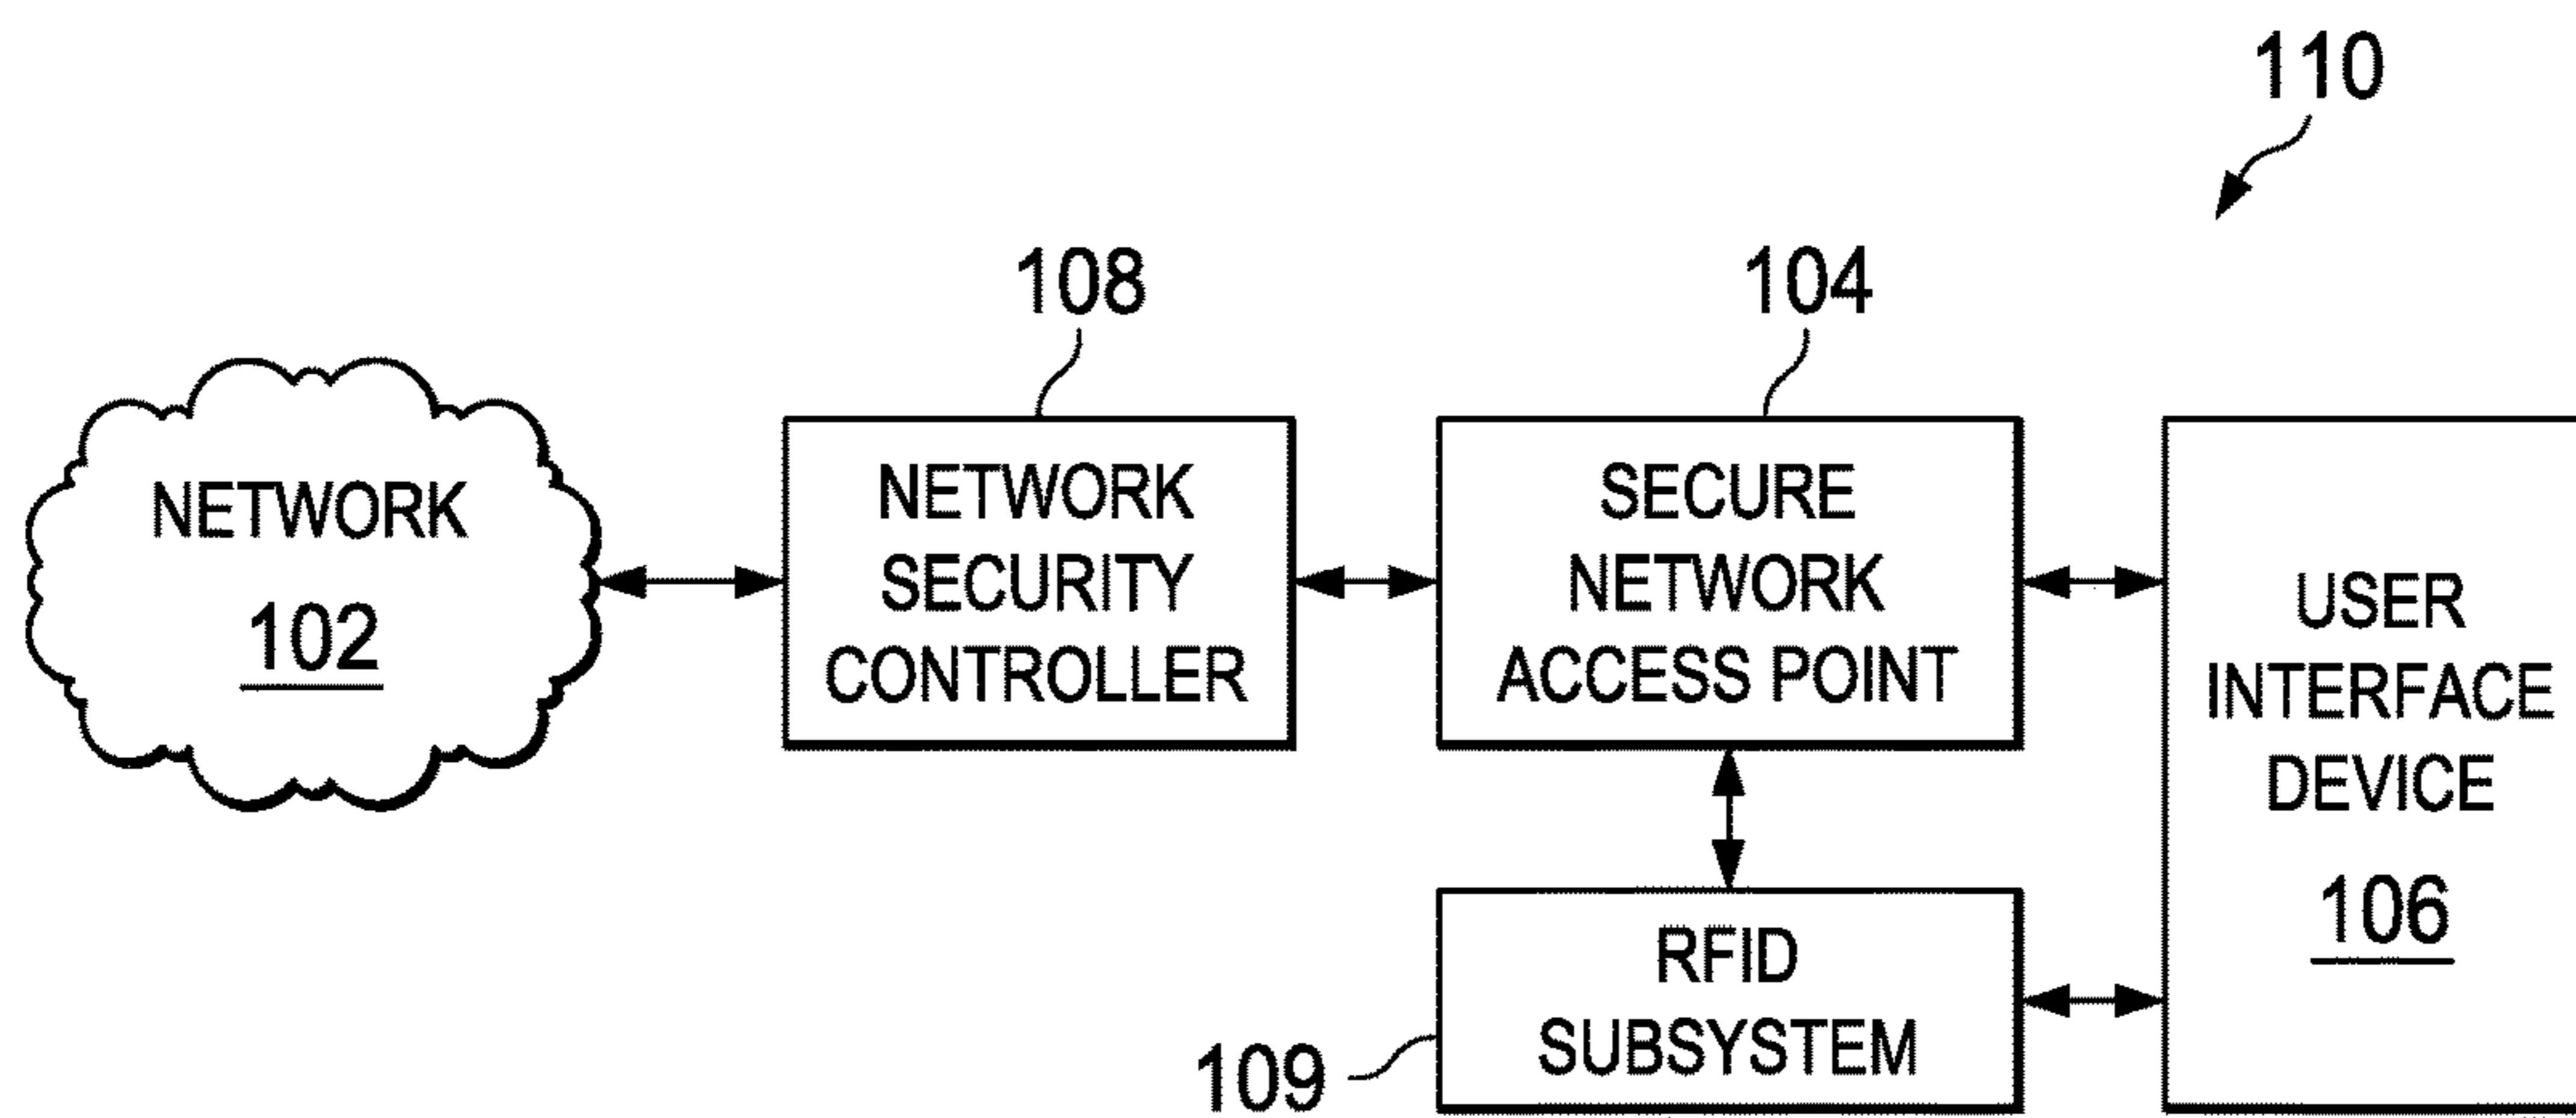 110
108
104
NETWORK
102
NETWORK
SECURITY
CONTROLLER
SECURE
NETWORK
ACCESS POINT
USER
INTERFACE
DEVICE
106
RFID
SUBSYSTEM
109